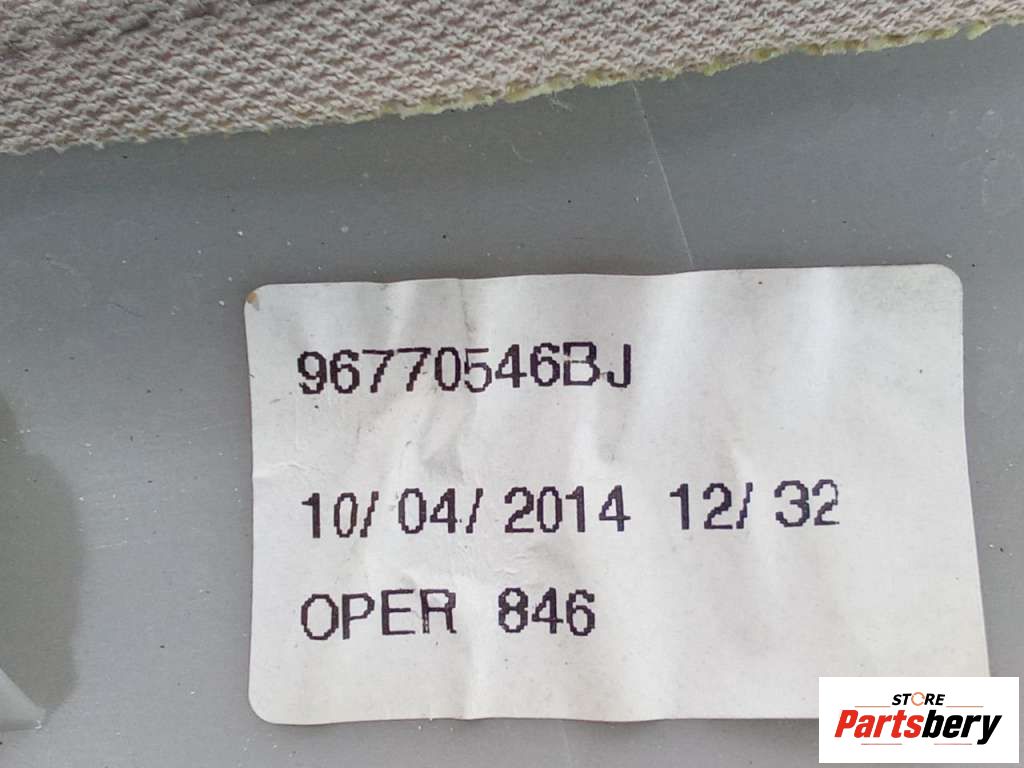 96770546BJ
10/ 04/ 2014 12/ 32
OPER 846
STORE
Partsbery